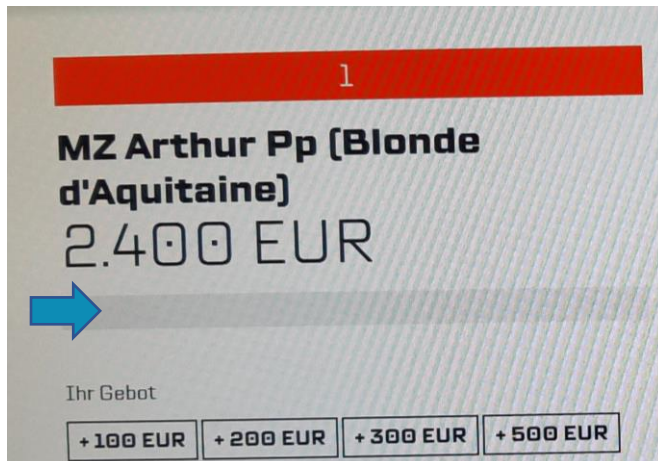 1
MZ Arthur Pp (Blonde
d'Aquitaine)
2.400 EUR
Ihr Gebot
+100 EUR +200 EUR +300 EUR +500 EUR